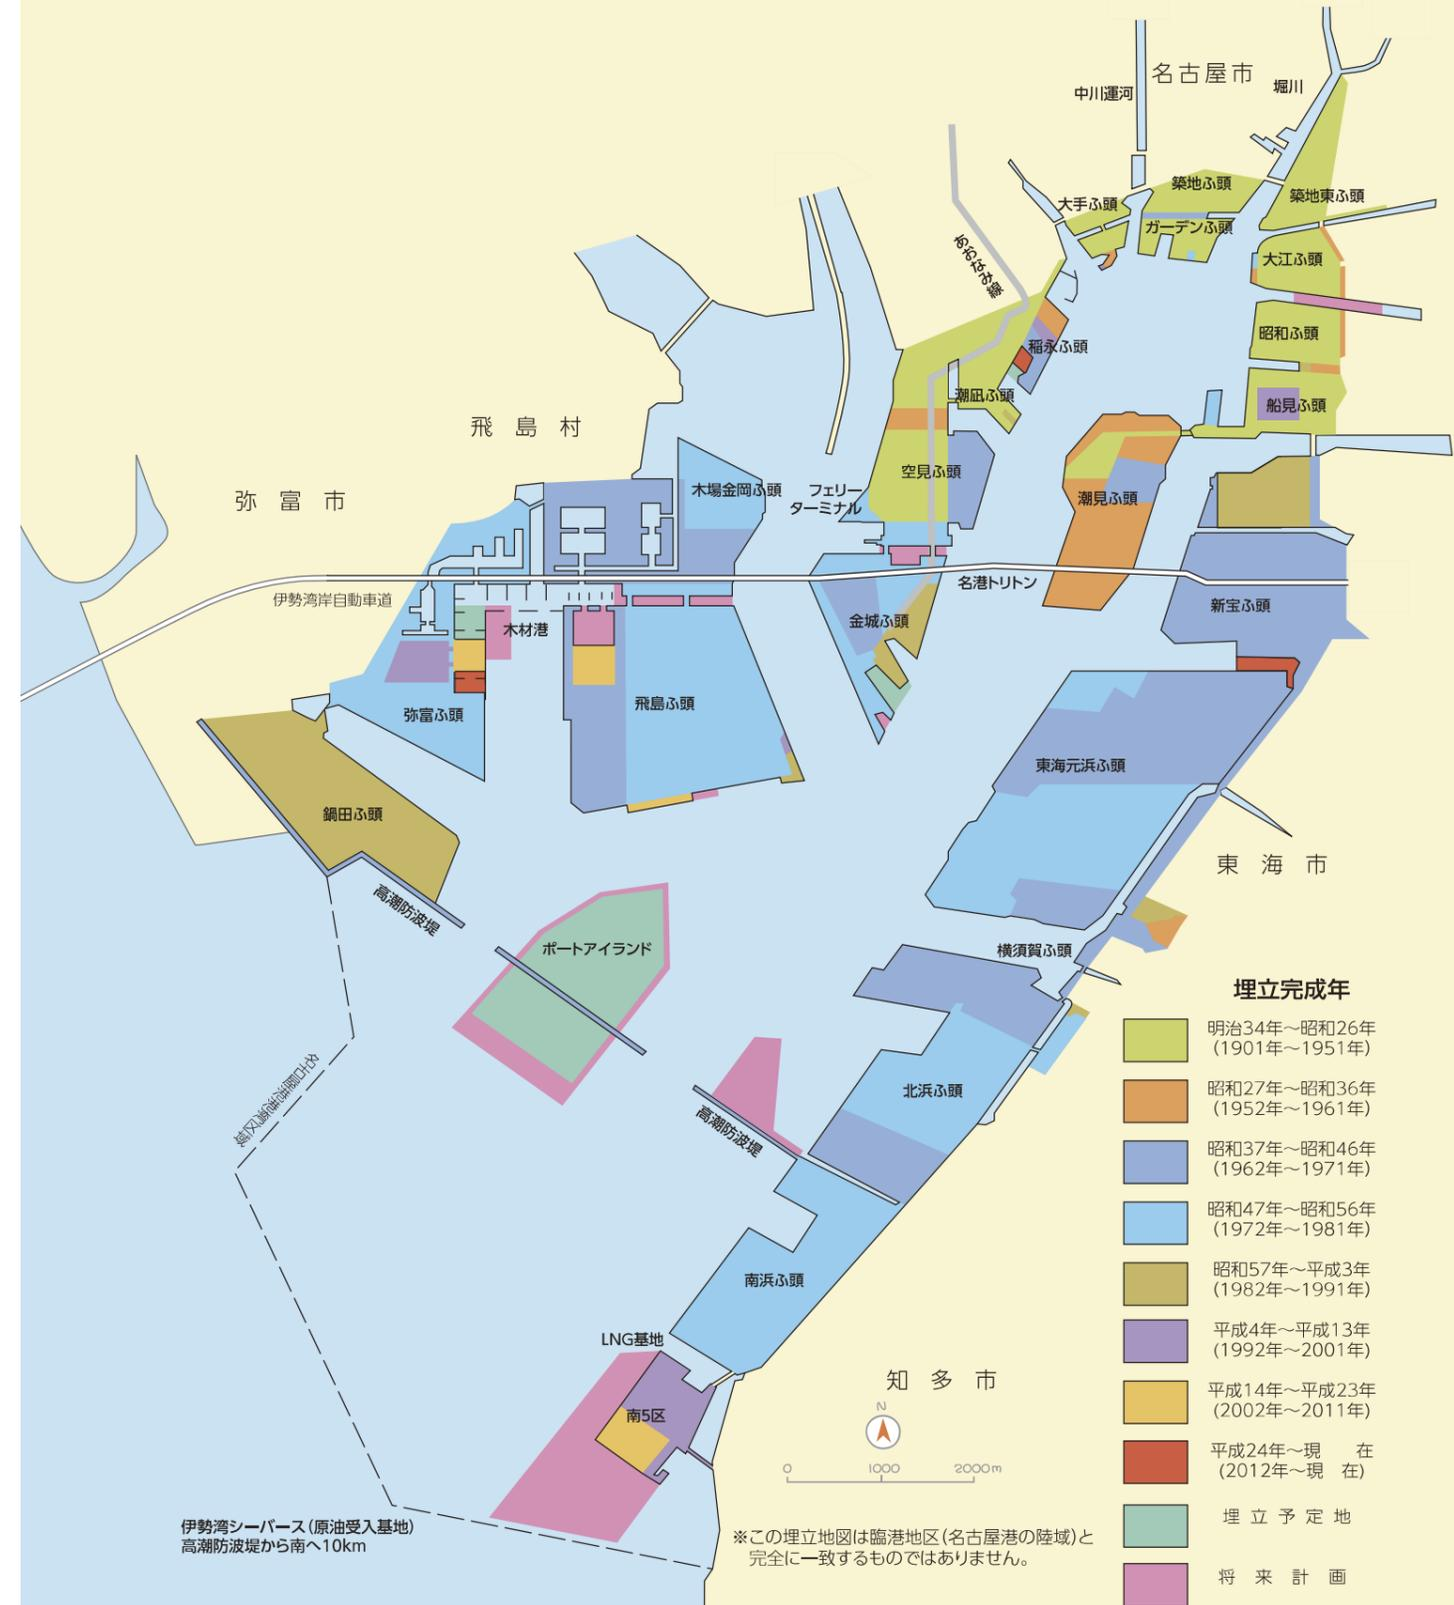 名古屋市
中川運河
堀川
築地ふ頭
大手ふ頭
築地東ふ頭
ガーデンふ頭
あおなみ線
大江ふ頭
昭和ふ頭
稲永ふ頭
潮凪ふ頭
船見ふ頭
飛島村
空見ふ頭
木場金岡ふ頭
フェリー
ターミナル
潮見ふ頭
弥富市
名港トリトン
伊勢湾岸自動車道
新宝ふ頭
木材港
金城ふ頭
飛島ふ頭
弥富ふ頭
東海元浜ふ頭
鍋田ふ頭
東海市
高潮防波堤
ポートアイランド
横須賀ふ頭
名古屋港港湾区域
北浜ふ頭
高潮防波堤
南浜ふ頭
LNG基地
知多市
南5区
N
0 1000 2000m
伊勢湾シーバース(原油受入基地)
高潮防波堤から南へ10km
※この埋立地図は臨港地区(名古屋港の陸域)と
完全に一致するものではありません。
埋立完成年
明治34年～昭和26年
(1901年～1951年)
昭和27年～昭和36年
(1952年～1961年)
昭和37年～昭和46年
(1962年～1971年)
昭和47年～昭和56年
(1972年～1981年)
昭和57年～平成3年
(1982年～1991年)
平成4年～平成13年
(1992年～2001年)
平成14年～平成23年
(2002年～2011年)
平成24年～現　在
(2012年～現　在)
埋立予定地
将来計画